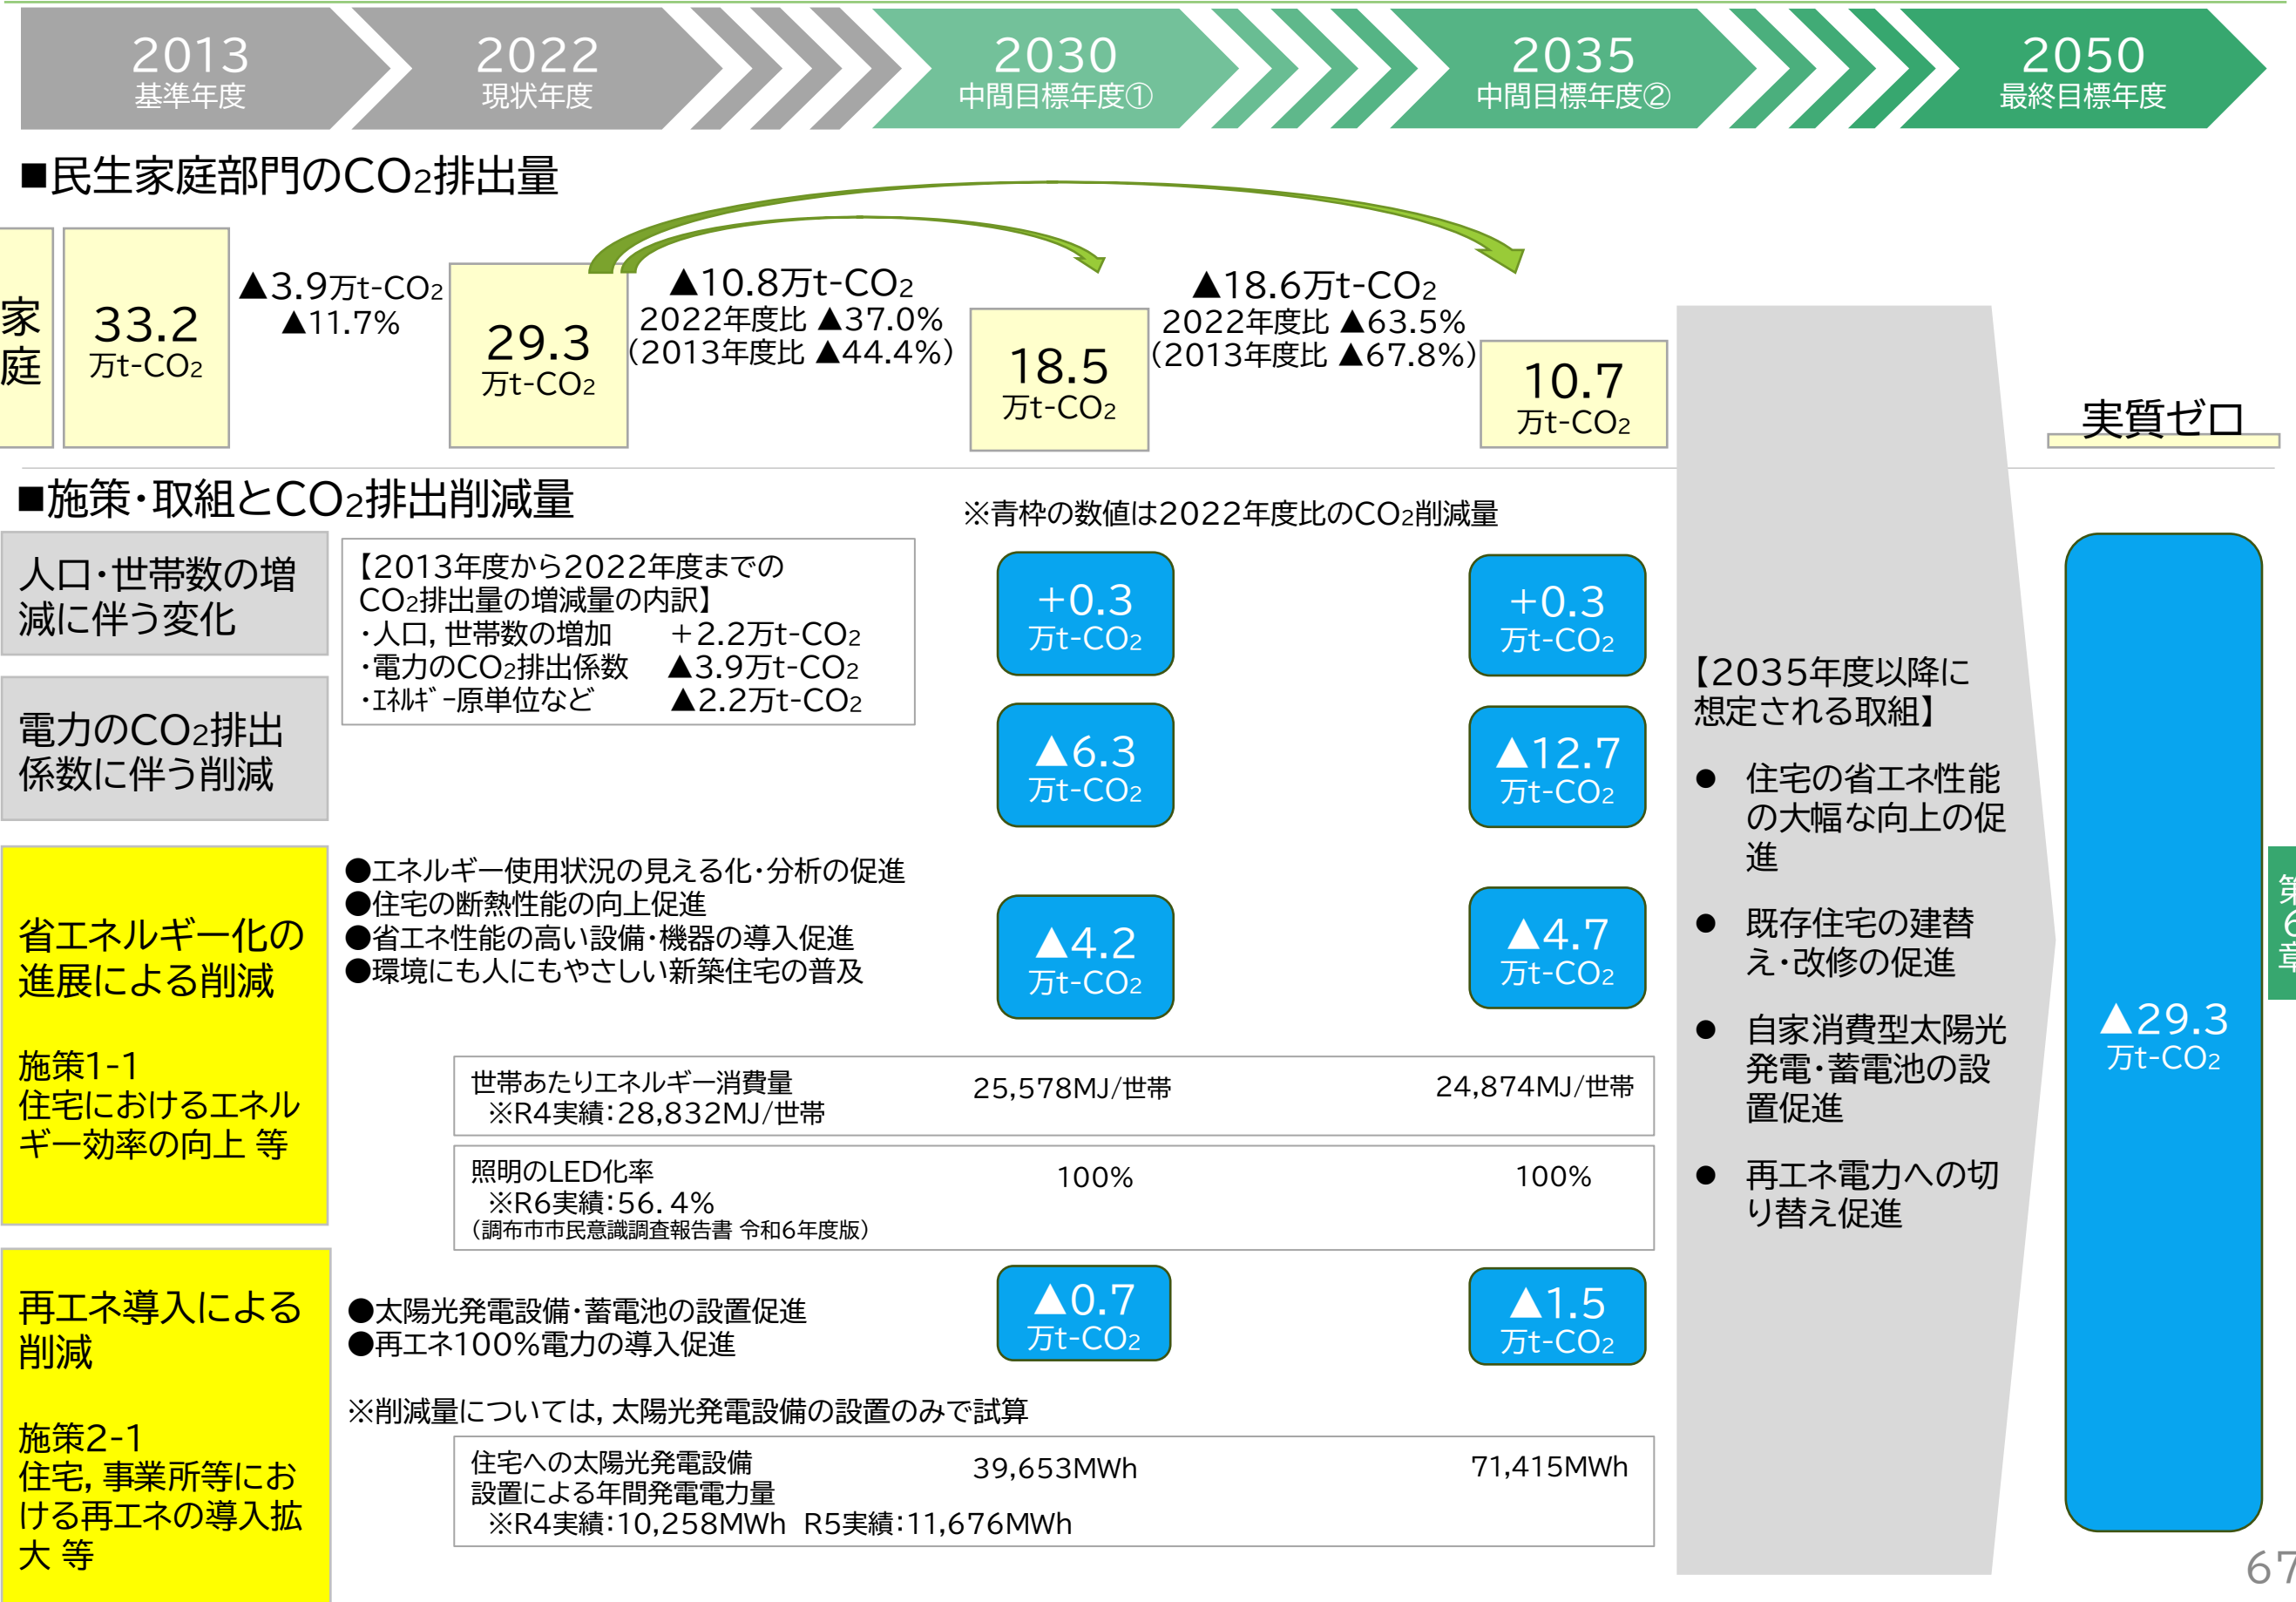 2013
基準年度
2022
現状年度
2030
中間目標年度①
2035
中間目標年度②
2050
最終目標年度
■民生家庭部門のCO2排出量
家庭
33.2
万t-CO2
▲3.9万t-CO2
▲11.7%
29.3
万t-CO2
▲10.8万t-CO2
2022年度比 ▲37.0%
(2013年度比 ▲44.4%)
18.5
万t-CO2
▲18.6万t-CO2
2022年度比 ▲63.5%
(2013年度比 ▲67.8%)
10.7
万t-CO2
実質ゼロ
■施策・取組とCO2排出削減量
※青枠の数値は2022年度比のCO2削減量
人口・世帯数の増
減に伴う変化
【2013年度から2022年度までの
CO2排出量の増減量の内訳】
・人口，世帯数の増加 +2.2万t-CO2
・電力のCO2排出係数 ▲3.9万t-CO2
・ｴﾈﾙｷﾞｰ原単位など ▲2.2万t-CO2
+0.3
万t-CO2
+0.3
万t-CO2
電力のCO2排出
係数に伴う削減
▲6.3
万t-CO2
▲12.7
万t-CO2
省エネルギー化の
進展による削減
施策1-1
住宅におけるエネル
ギー効率の向上 等
●エネルギー使用状況の見える化・分析の促進
●住宅の断熱性能の向上促進
●省エネ性能の高い設備・機器の導入促進
●環境にも人にもやさしい新築住宅の普及
▲4.2
万t-CO2
▲4.7
万t-CO2
世帯あたりエネルギー消費量
※R4実績：28,832MJ/世帯
25,578MJ/世帯
24,874MJ/世帯
照明のLED化率
※R6実績：56.4%
（調布市市民意識調査報告書 令和6年度版）
100%
100%
再エネ導入による
削減
施策2-1
住宅，事業所等にお
ける再エネの導入拡
大 等
●太陽光発電設備・蓄電池の設置促進
●再エネ100%電力の導入促進
▲0.7
万t-CO2
▲1.5
万t-CO2
※削減量については，太陽光発電設備の設置のみで試算
住宅への太陽光発電設備
設置による年間発電電力量
※R4実績：10,258MWh R5実績：11,676MWh
39,653MWh
71,415MWh
【2035年度以降に
想定される取組】
● 住宅の省エネ性能
の大幅な向上の促
進
● 既存住宅の建替
え・改修の促進
● 自家消費型太陽光
発電・蓄電池の設
置促進
● 再エネ電力への切
り替え促進
▲29.3
万t-CO2
第6章
67